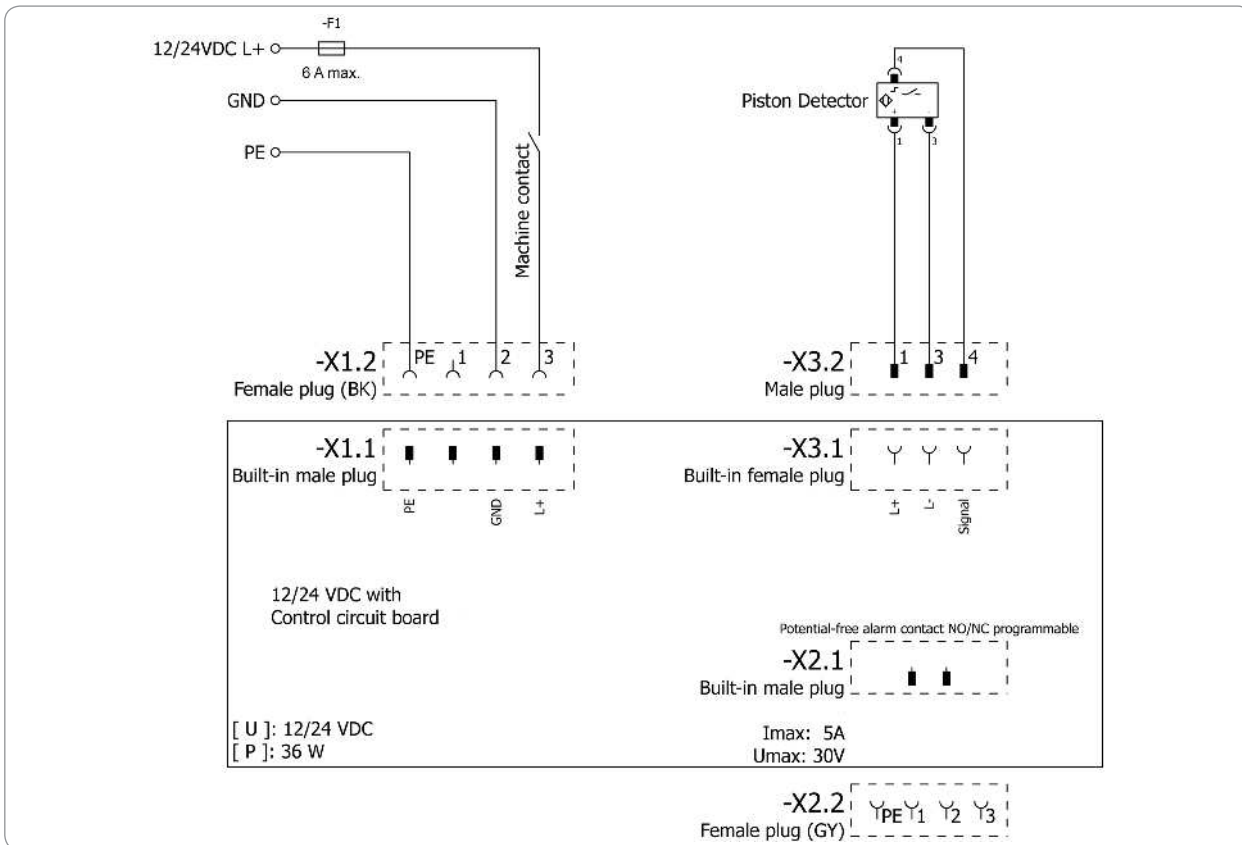 -F1
12/24VDC L+
6 A max.
GND
PE
Machine contact
Piston Detector
4
+
-
1
3
-X1.2
Female plug (BK)
PE 1 2 3
-X3.2
Male plug
1 3 4
-X1.1
Built-in male plug
PE
GND
L+
-X3.1
Built-in female plug
L+
L-
Signal
12/24 VDC with
Control circuit board
Potential-free alarm contact NO/NC programmable
-X2.1
Built-in male plug
[ U ]: 12/24 VDC
[ P ]: 36 W
Imax: 5A
Umax: 30V
-X2.2
Female plug (GY)
PE 1 2 3